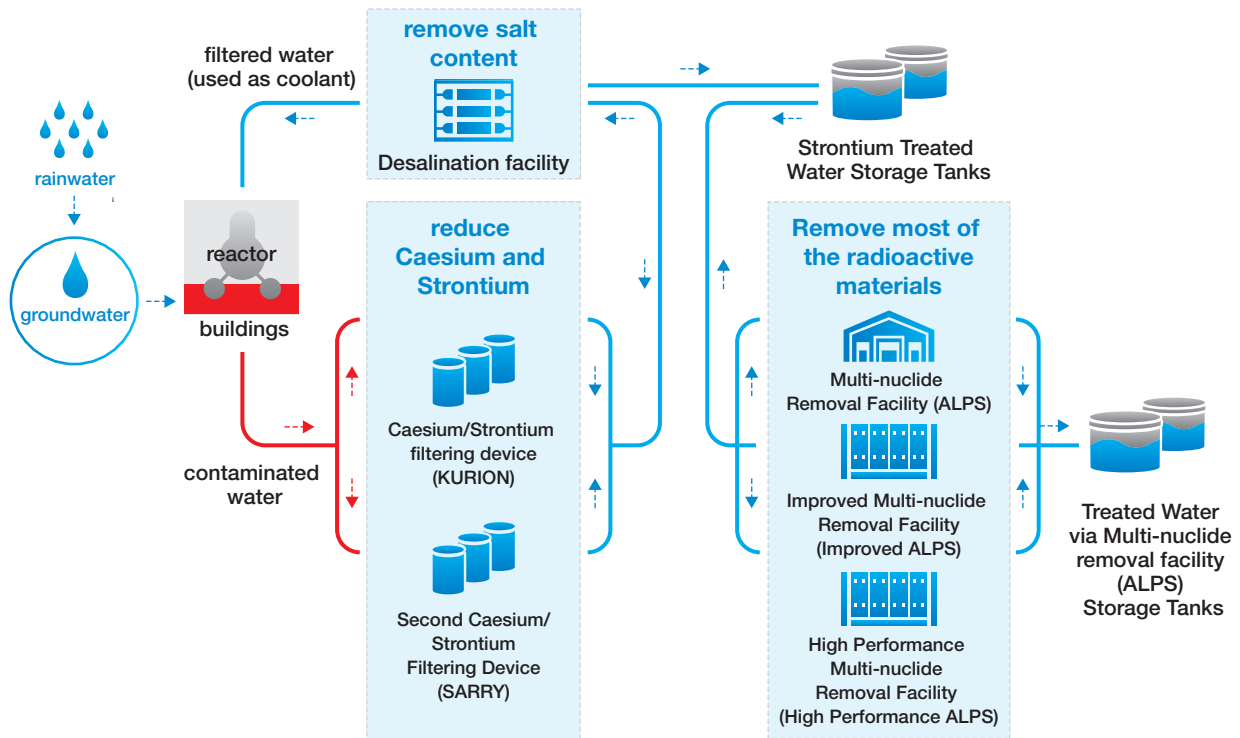 remove salt
content
Desalination facility
filtered water
(used as coolant)
rainwater
groundwater
reactor
buildings
contaminated
water
reduce
Caesium and
Strontium
Caesium/Strontium
filtering device
(KURION)
Second Caesium/
Strontium
Filtering Device
(SARRY)
Strontium Treated
Water Storage Tanks
Remove most of
the radioactive
materials
Multi-nuclide
Removal Facility (ALPS)
Improved Multi-nuclide
Removal Facility
(Improved ALPS)
High Performance
Multi-nuclide
Removal Facility
(High Performance ALPS)
Treated Water
via Multi-nuclide
removal facility
(ALPS)
Storage Tanks